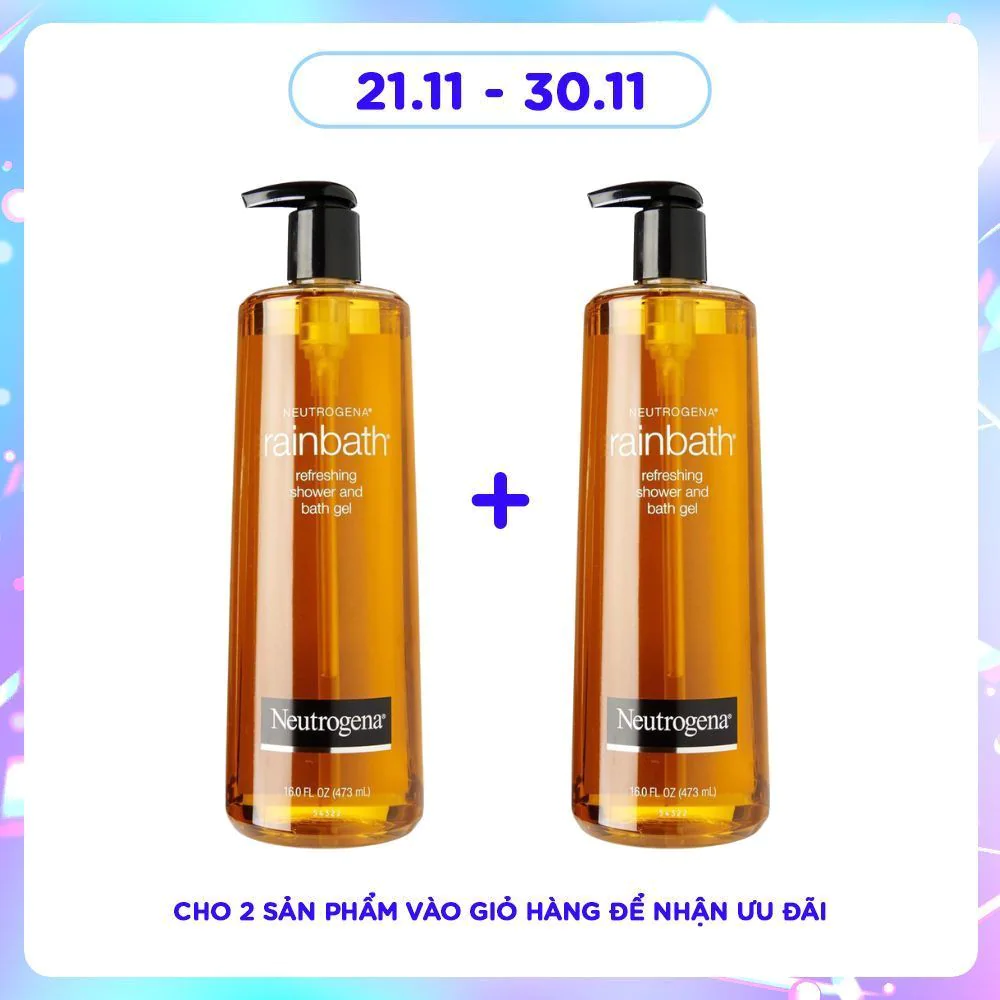 21.11 - 30.11
NEUTROGENA®
rainbath®
refreshing
shower and
bath gel
Neutrogena®
16.0 FL OZ (473 mL)
54322
+
NEUTROGENA®
rainbath®
refreshing
shower and
bath gel
Neutrogena®
16.0 FL OZ (473 mL)
54322
CHO 2 SẢN PHẨM VÀO GIỎ HÀNG ĐỂ NHẬN ƯU ĐÃI